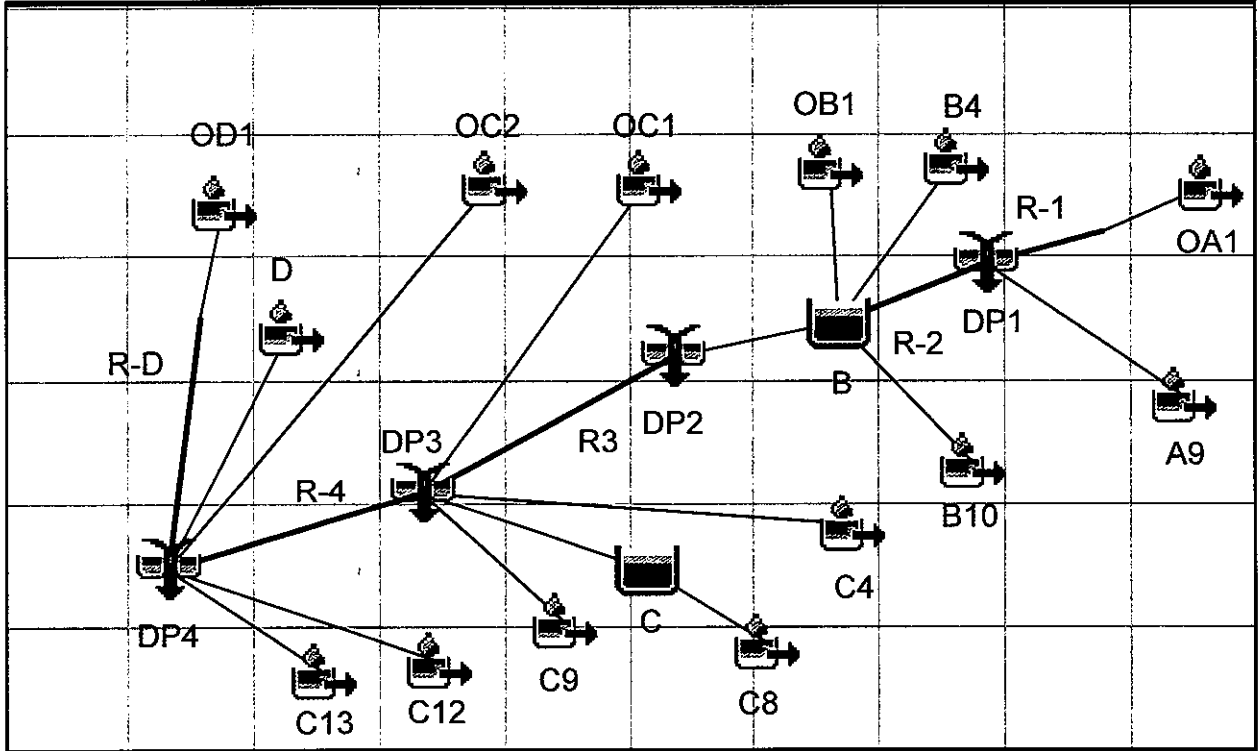 OD1
OC2
OC1
OB1
B4
R-1
OA1
D
DP1
R-D
R-2
B
DP2
DP3
R3
A9
R-4
B10
C4
DP4
C
C9
C8
C13
C12